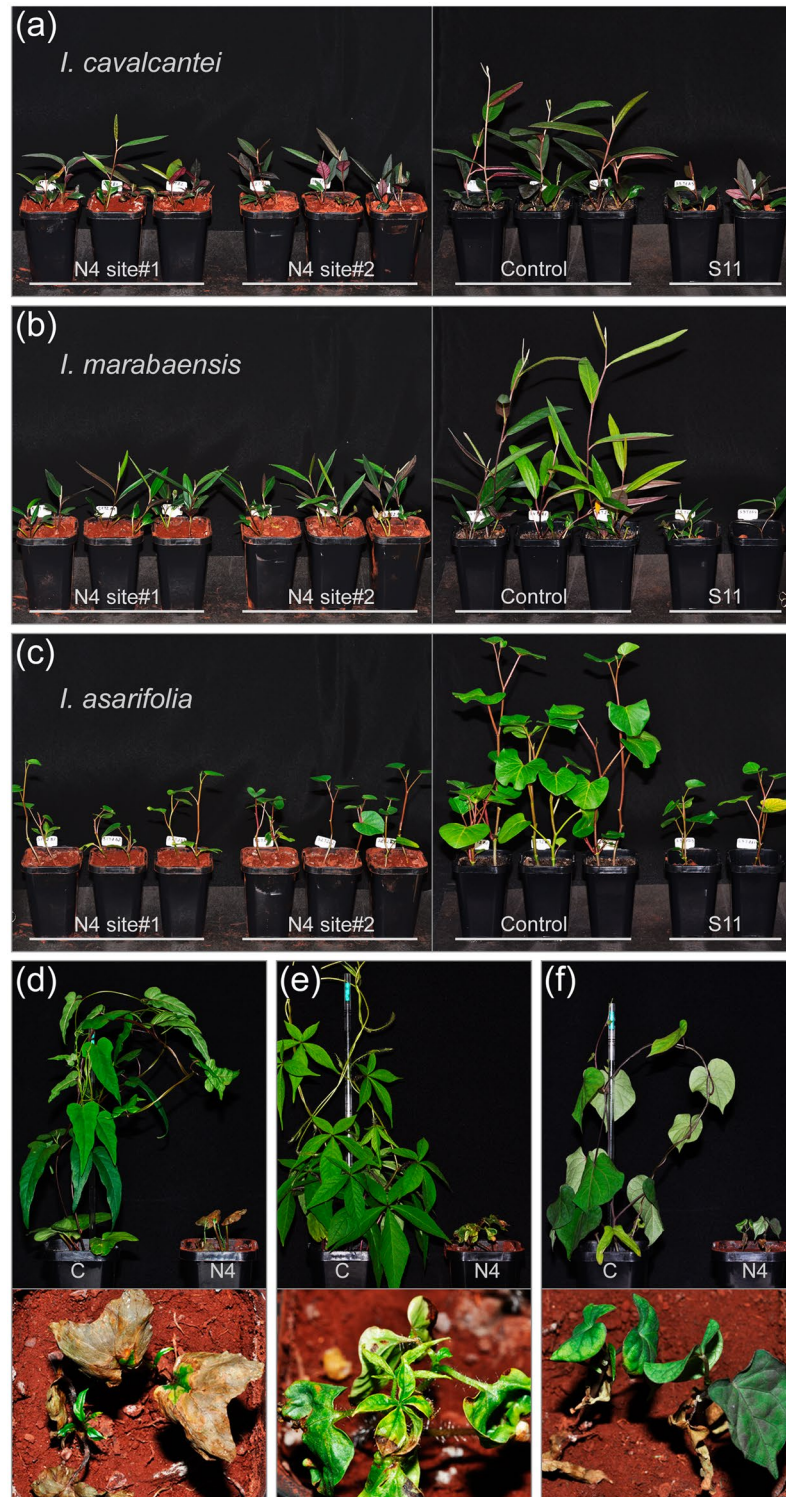 (a)
I. cavalcantei
N4 site#1
N4 site#2
Control
S11
(b)
I. marabaensis
N4 site#1
N4 site#2
Control
S11
(c)
I. asarifolia
N4 site#1
N4 site#2
Control
S11
(d)
(e)
(f)
C
N4
C
N4
C
N4